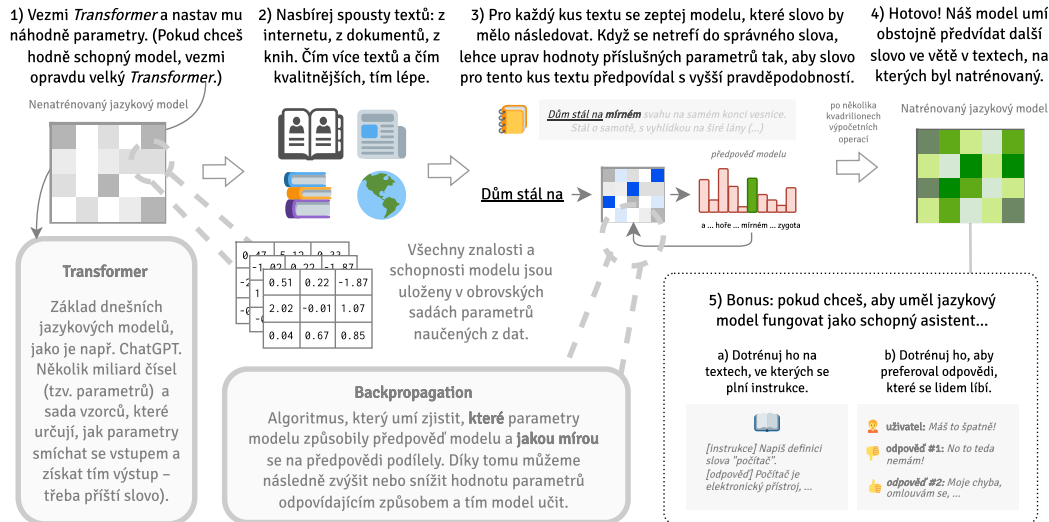 1) Vezmi Transformer a nastav mu
náhodně parametry. (Pokud chceš
hodně schopný model, vezmi
opravdu velký Transformer.)
Nenatrénovaný jazykový model
2) Nasbírej spousty textů: z
internetu, z dokumentů, z
knih. Čím více textů a čím
kvalitnějších, tím lépe.
3) Pro každý kus textu se zeptej modelu, které slovo by
mělo následovat. Když se netrefí do správného slova,
lehce uprav hodnoty příslušných parametrů tak, aby slovo
pro tento kus textu předpovídal s vyšší pravděpodobností.
Dům stál na mírném svahu na samém konci vesnice.
Stál o samotě, s vyhlídkou na širé lány (...)
předpověď modelu
Dům stál na
a ... hoře ... mírném ... zygota
po několika
kvadrilionech
výpočetních
operací
4) Hotovo! Náš model umí
obstojně předvídat další
slovo ve větě v textech, na
kterých byl natrénovaný.
Natrénovaný jazykový model
Transformer
Základ dnešních
jazykových modelů,
jako je např. ChatGPT.
Několik miliard čísel
(tzv. parametrů) a
sada vzorců, které
určují, jak parametry
smíchat se vstupem a
získat tím výstup –
třeba příští slovo).
0.51 0.22 -1.87
2.02 -0.01 1.07
0.04 0.67 0.85
Všechny znalosti a
schopnosti modelu jsou
uloženy v obrovských
sadách parametrů
naučených z dat.
Backpropagation
Algoritmus, který umí zjistit, které parametry
modelu způsobily předpověď modelu a jakou mírou
se na předpovědi podílely. Díky tomu můžeme
následně zvýšit nebo snížit hodnotu parametrů
odpovídajícím způsobem a tím model učit.
5) Bonus: pokud chceš, aby uměl jazykový
model fungovat jako schopný asistent...
a) Dotrénuj ho na
textech, ve kterých se
plní instrukce.
[instrukce] Napiš definici
slova "počítač".
[odpověď] Počítač je
elektronický přístroj, ...
b) Dotrénuj ho, aby
preferoval odpovědi,
které se lidem líbí.
uživatel: Máš to špatně!
odpověď #1: No to teda
nemám!
odpověď #2: Moje chyba,
omlouvám se, ...